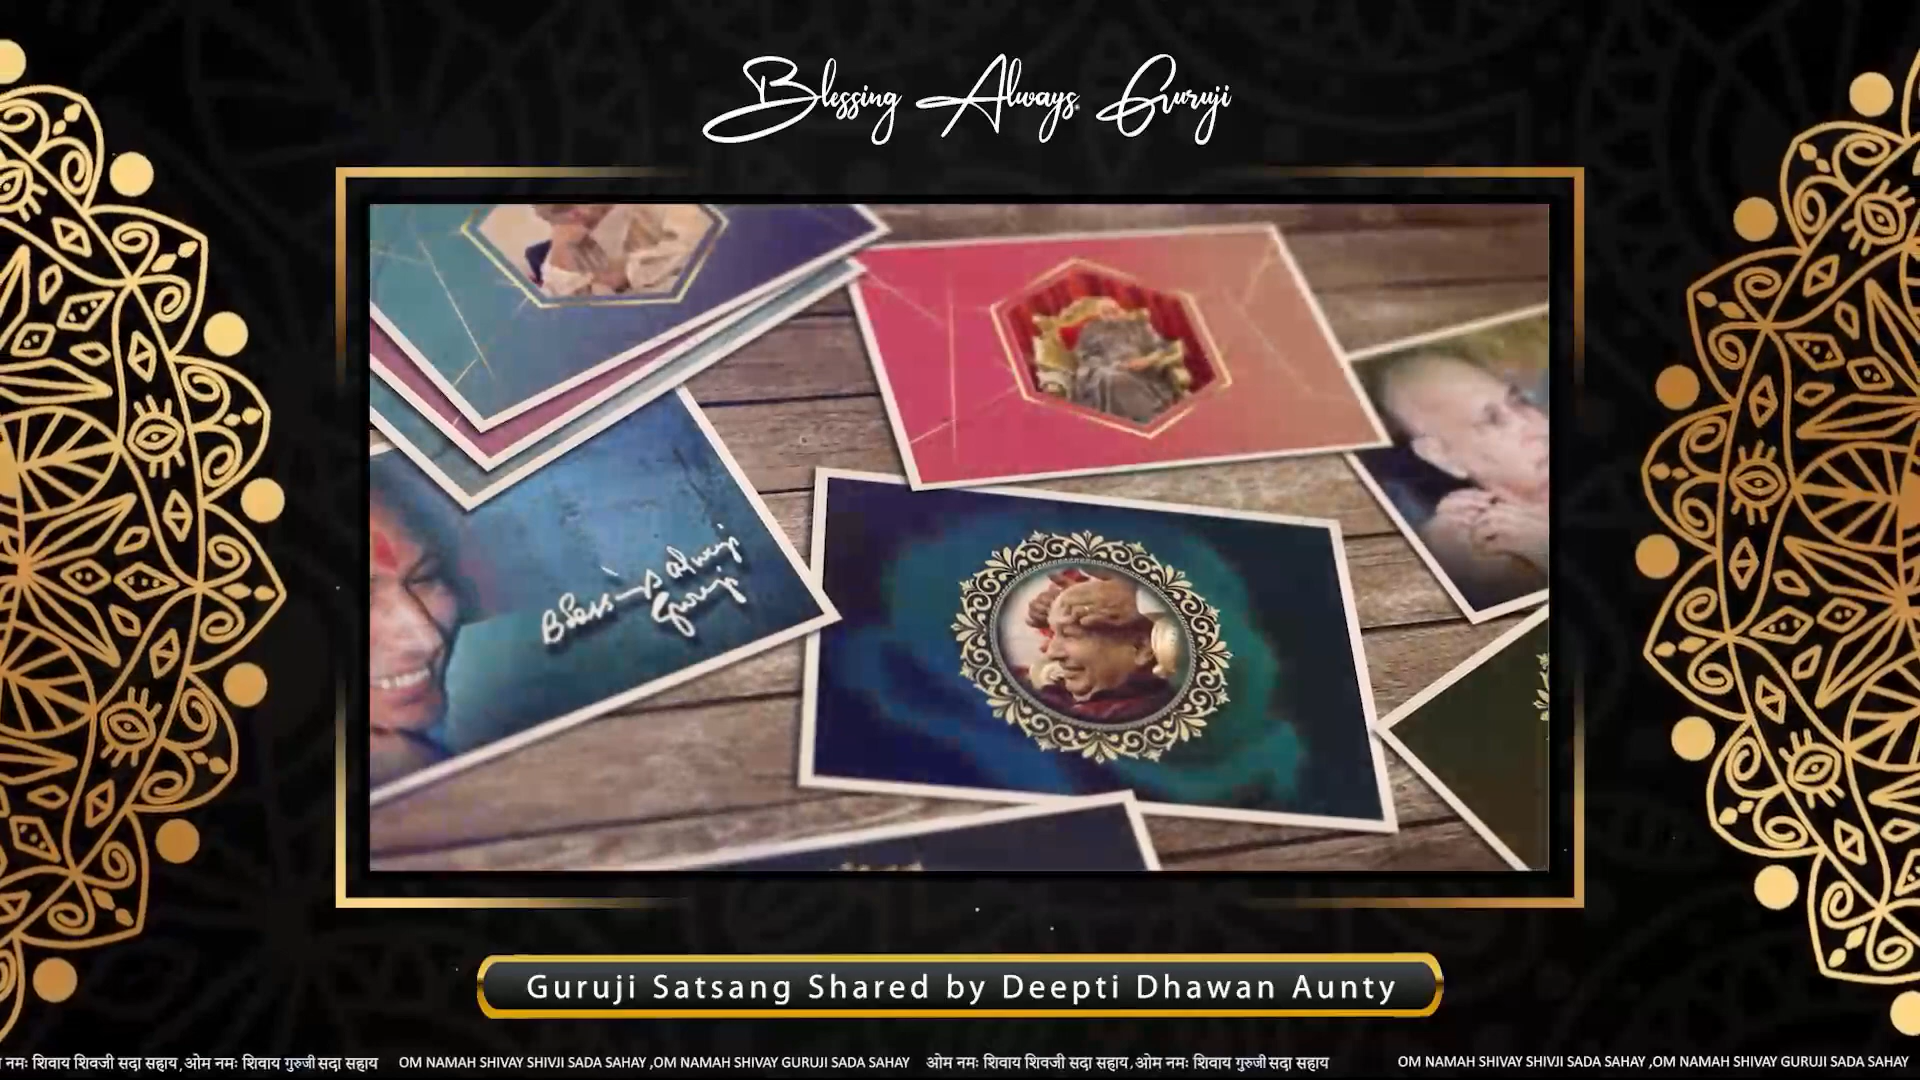 Blessing Always Guruji
Blessings always
Guruji
Guruji Satsang Shared by Deepti Dhawan Aunty
नमः शिवाय शिवजी सदा सहाय ,ओम नमः शिवाय गुरुजी सदा सहाय OM NAMAH SHIVAY SHIVJI SADA SAHAY ,OM NAMAH SHIVAY GURUJI SADA SAHAY ओम नमः शिवाय शिवजी सदा सहाय ,ओम नमः शिवाय गुरुजी सदा सहाय OM NAMAH SHIVAY SHIVJI SADA SAHAY ,OM NAMAH SHIVAY GURUJI SADA SAHAY